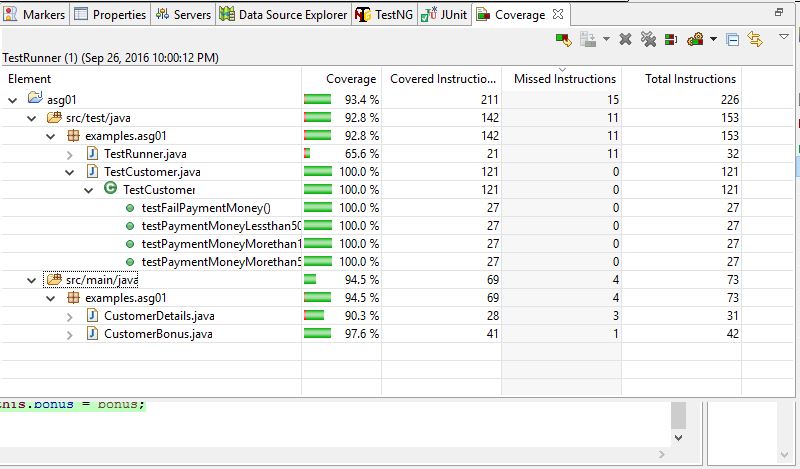 Markers Properties Servers Data Source Explorer TestNG JUnit Coverage
TestRunner (1) (Sep 26, 2016 10:00:12 PM)
Element Coverage Covered Instructio... Missed Instructions Total Instructions
asg01 93.4 % 211 15 226
src/test/java 92.8 % 142 11 153
examples.asg01 92.8 % 142 11 153
TestRunner.java 65.6 % 21 11 32
TestCustomer.java 100.0 % 121 0 121
TestCustomer 100.0 % 121 0 121
testFailPaymentMoney() 100.0 % 27 0 27
testPaymentMoneyLessthan50 100.0 % 27 0 27
testPaymentMoneyMorethan1 100.0 % 27 0 27
testPaymentMoneyMorethan5 100.0 % 27 0 27
src/main/java 94.5 % 69 4 73
examples.asg01 94.5 % 69 4 73
CustomerDetails.java 90.3 % 28 3 31
CustomerBonus.java 97.6 % 41 1 42
this.bonus = bonus;